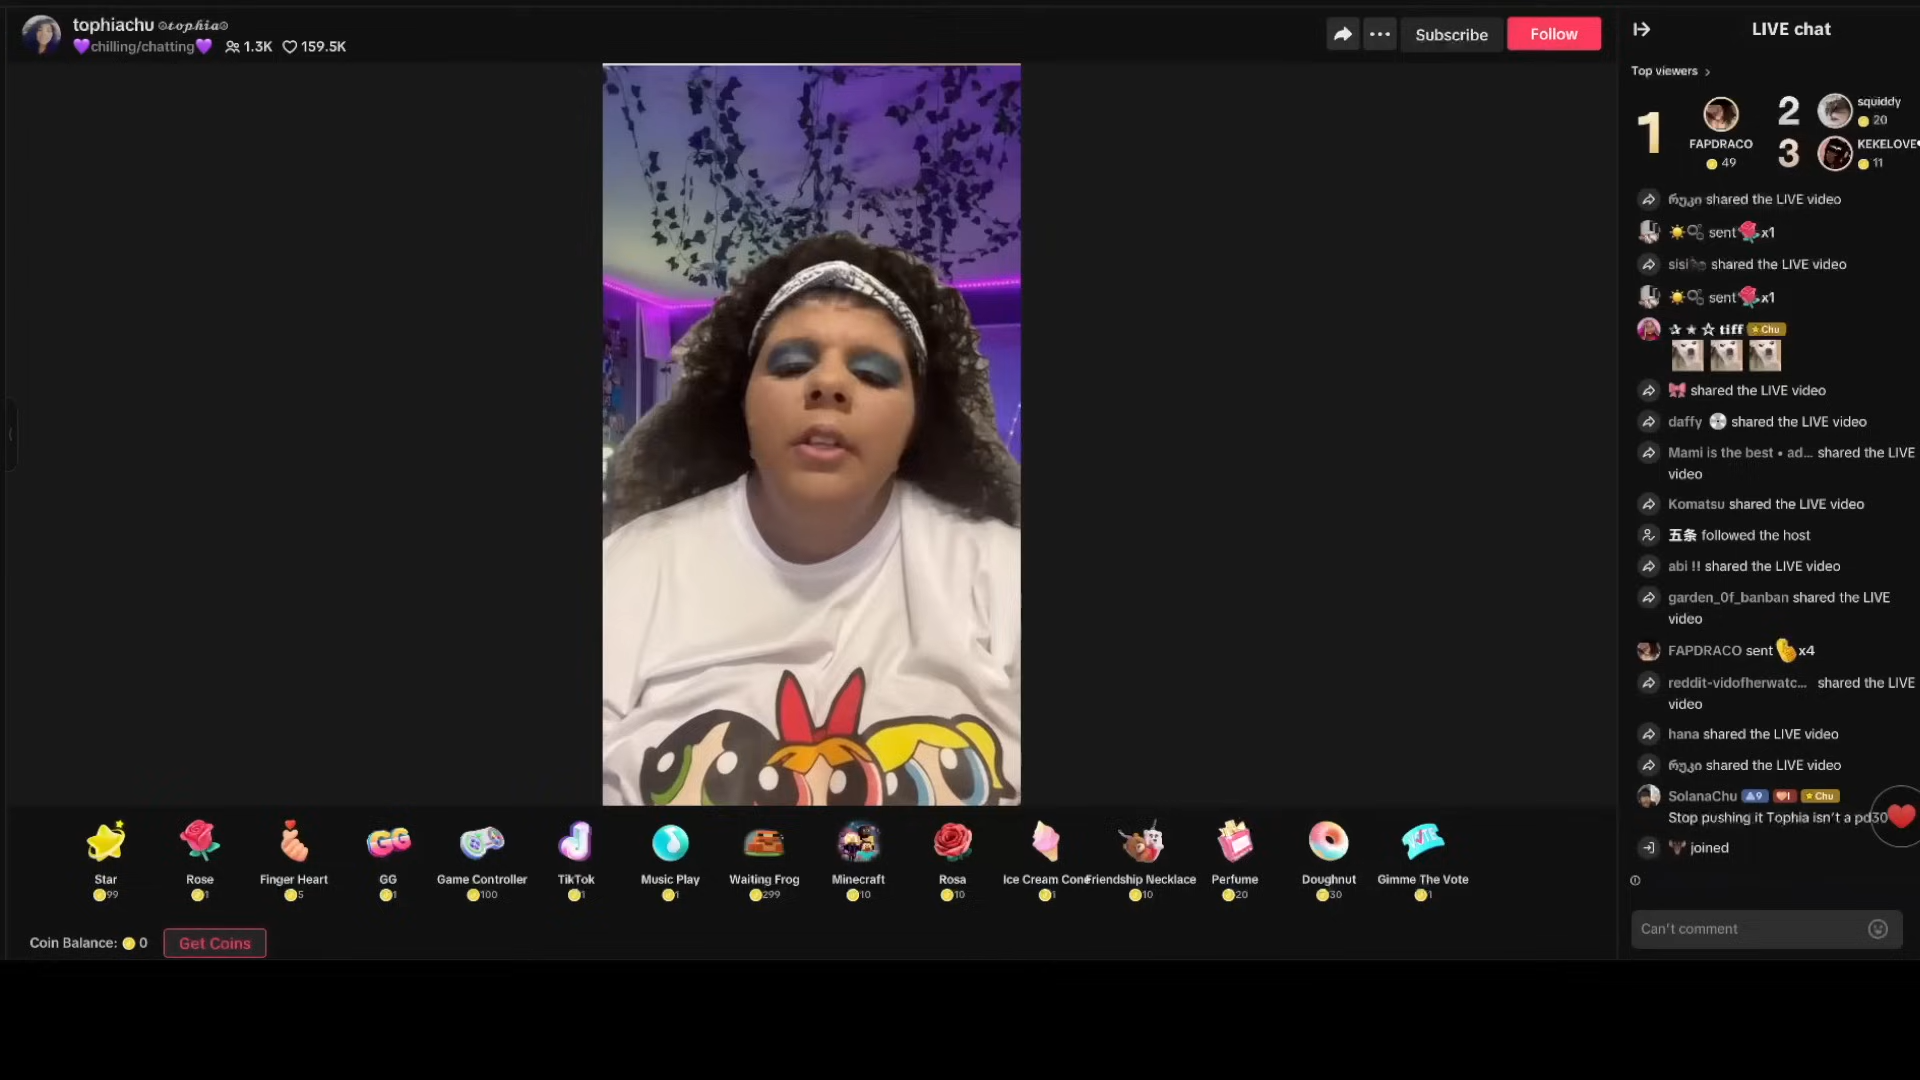 tophiachu ☮𝓽𝓸𝓹𝓱𝓲𝓪☮
💜chilling/chatting💜 1.3K 159.5K
Subscribe
Follow
LIVE chat
Top viewers >
1
FAPDRACO
49
2
squiddy
20
3
KEKELOVE
11
რუკი shared the LIVE video
sent x1
sisi shared the LIVE video
sent x1
✰ ★ ☆ tiff Chu
shared the LIVE video
daffy shared the LIVE video
Mami is the best • ad... shared the LIVE
video
Komatsu shared the LIVE video
五条 followed the host
abi !! shared the LIVE video
garden_0f_banban shared the LIVE
video
FAPDRACO sent x4
reddit-vidofherwatc... shared the LIVE
video
hana shared the LIVE video
რუკი shared the LIVE video
SolanaChu 9 I Chu
Stop pushing it Tophia isn't a pd30
joined
Can't comment
GG
VOTE
Star
99
Rose
1
Finger Heart
5
GG
1
Game Controller
100
TikTok
1
Music Play
1
Waiting Frog
299
Minecraft
10
Rosa
10
Ice Cream Cone
1
Friendship Necklace
10
Perfume
20
Doughnut
30
Gimme The Vote
1
Coin Balance: 0
Get Coins